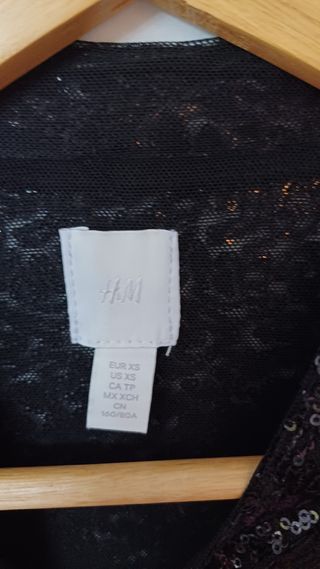 H&M
EUR XS
US XS
CA TP
MX XCH
CN
160/80A